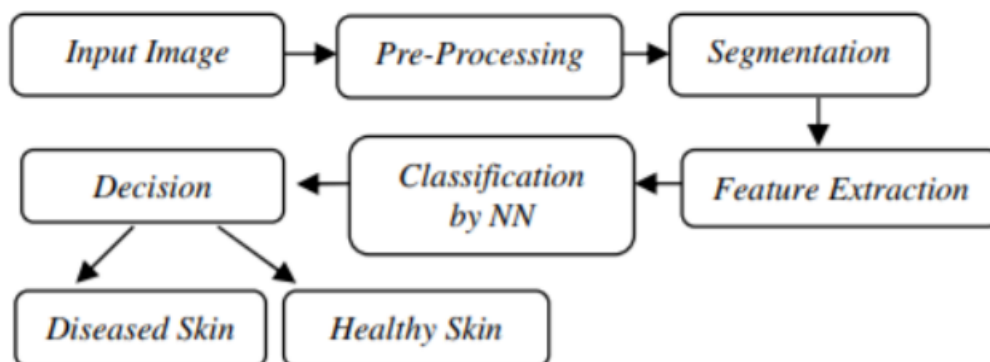 Input Image
Pre-Processing
Segmentation
Feature Extraction
Classification
by NN
Decision
Diseased Skin
Healthy Skin